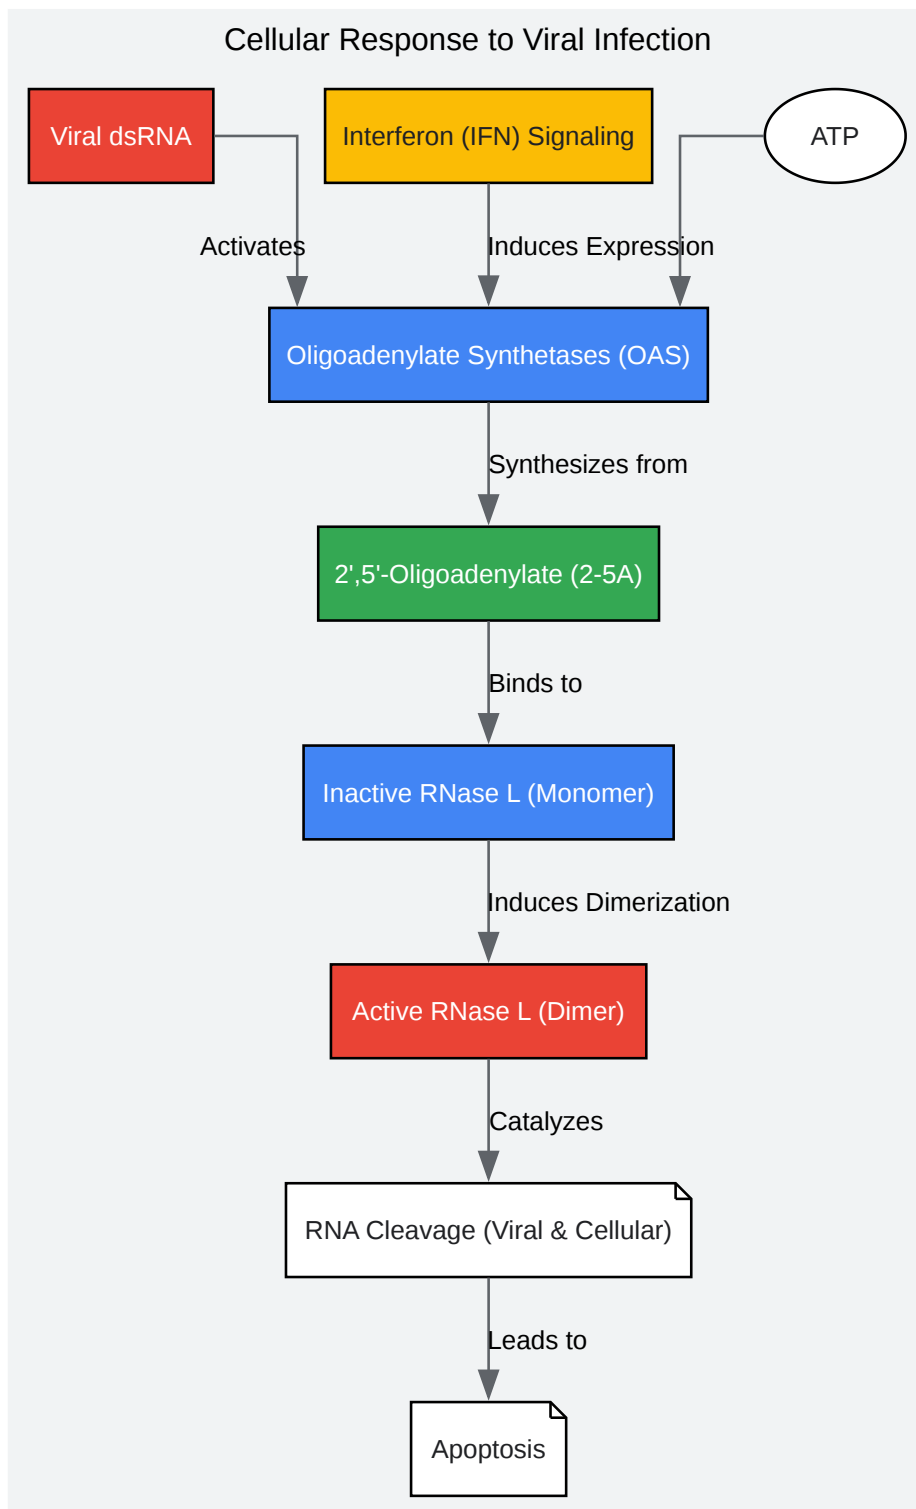 Cellular Response to Viral Infection
Viral dsRNA
Interferon (IFN) Signaling
ATP
Activates
Induces Expression
Oligoadenylate Synthetases (OAS)
Synthesizes from
2',5'-Oligoadenylate (2-5A)
Binds to
Inactive RNase L (Monomer)
Induces Dimerization
Active RNase L (Dimer)
Catalyzes
RNA Cleavage (Viral & Cellular)
Leads to
Apoptosis